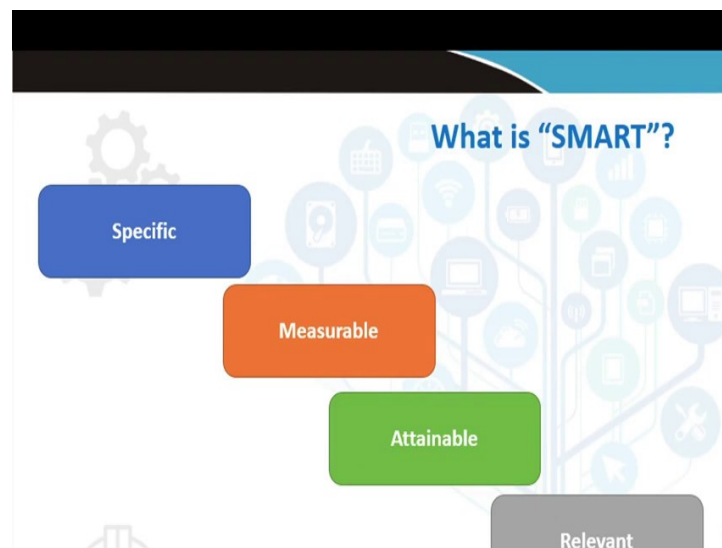 What is “SMART”?
Specific
Measurable
Attainable
Relevant